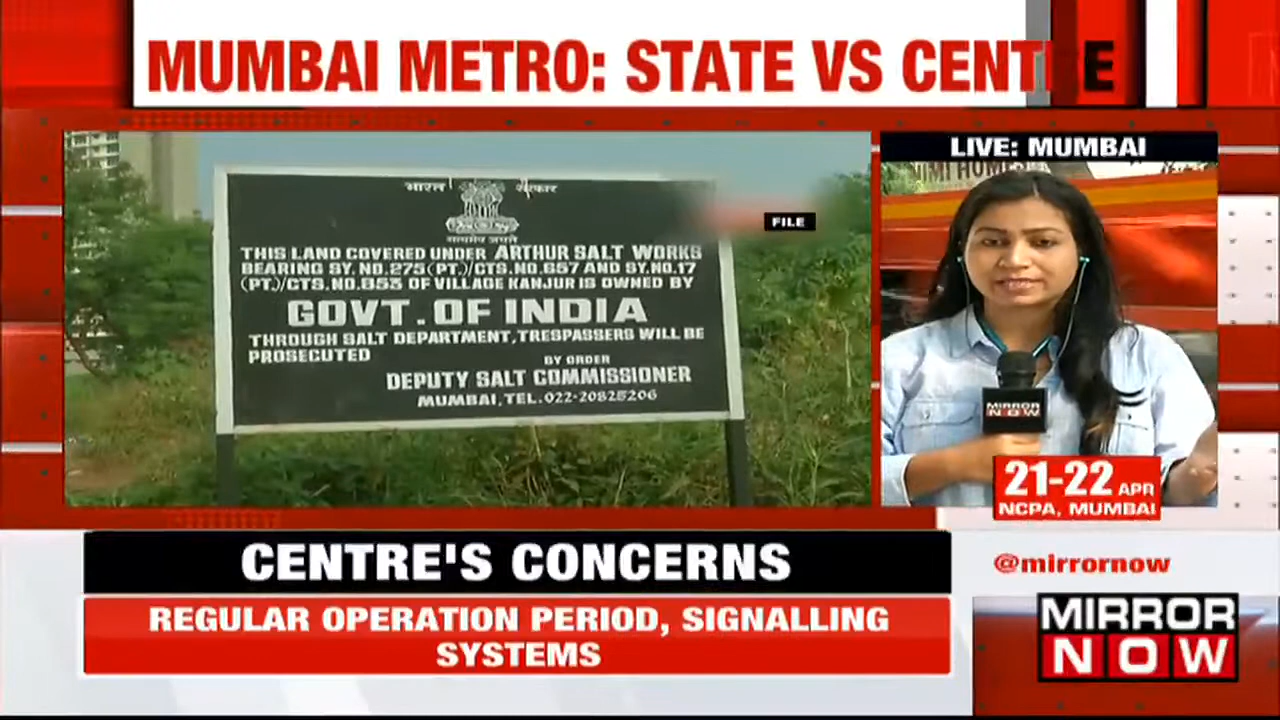 MUMBAI METRO: STATE VS CENTRE
LIVE: MUMBAI
FILE
भारत सरकार
सत्यमेव जयते
THIS LAND COVERED UNDER ARTHUR SALT WORKS
BEARING SY. NO.275(PT.)/CTS.NO.657 AND SY.NO.17
(PT.)/CTS.NO.853 OF VILLAGE KANJUR IS OWNED BY
GOVT. OF INDIA
THROUGH SALT DEPARTMENT, TRESPASSERS WILL BE
PROSECUTED
BY ORDER
DEPUTY SALT COMMISSIONER
MUMBAI, TEL. 022-20825206
HOMES
MIRROR
NOW
21-22 APR
NCPA, MUMBAI
CENTRE'S CONCERNS
REGULAR OPERATION PERIOD, SIGNALLING
SYSTEMS
@mirrornow
MIRROR
NOW